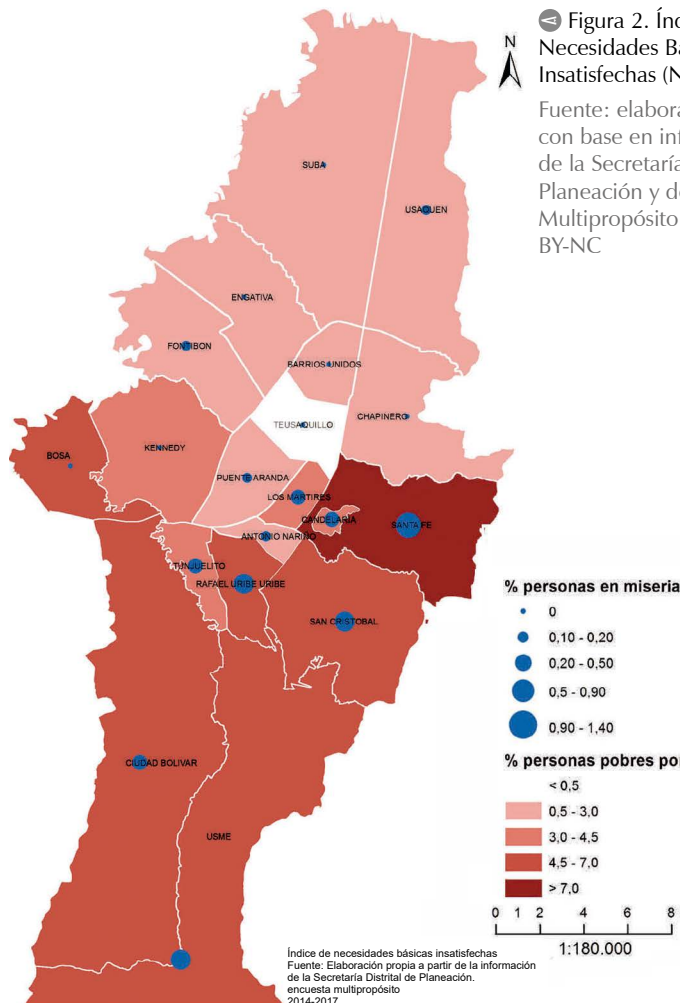 Figura 2. Índ
Necesidades Ba
Insatisfechas (N
Fuente: elabora
con base en inf
de la Secretaría
Planeación y de
Multipropósito
BY-NC
N
SUBA
USAQUEN
ENGATIVA
FONTIBON
BARRIOS UNIDOS
TEUSAQUILLO
CHAPINERO
BOSA
KENNEDY
PUENTE ARANDA
LOS MARTIRES
CANDELARIA
SANTA FE
ANTONIO NARIÑO
TUNJUELITO
RAFAEL URIBE URIBE
SAN CRISTOBAL
CIUDAD BOLIVAR
USME
% personas en miseria
0
0,10 - 0,20
0,20 - 0,50
0,5 - 0,90
0,90 - 1,40
% personas pobres por
< 0,5
0,5 - 3,0
3,0 - 4,5
4,5 - 7,0
> 7,0
0 1 2 4 6 8
1:180.000
Índice de necesidades básicas insatisfechas
Fuente: Elaboración propia a partir de la información
de la Secretaría Distrital de Planeación.
encuesta multipropósito
2014-2017